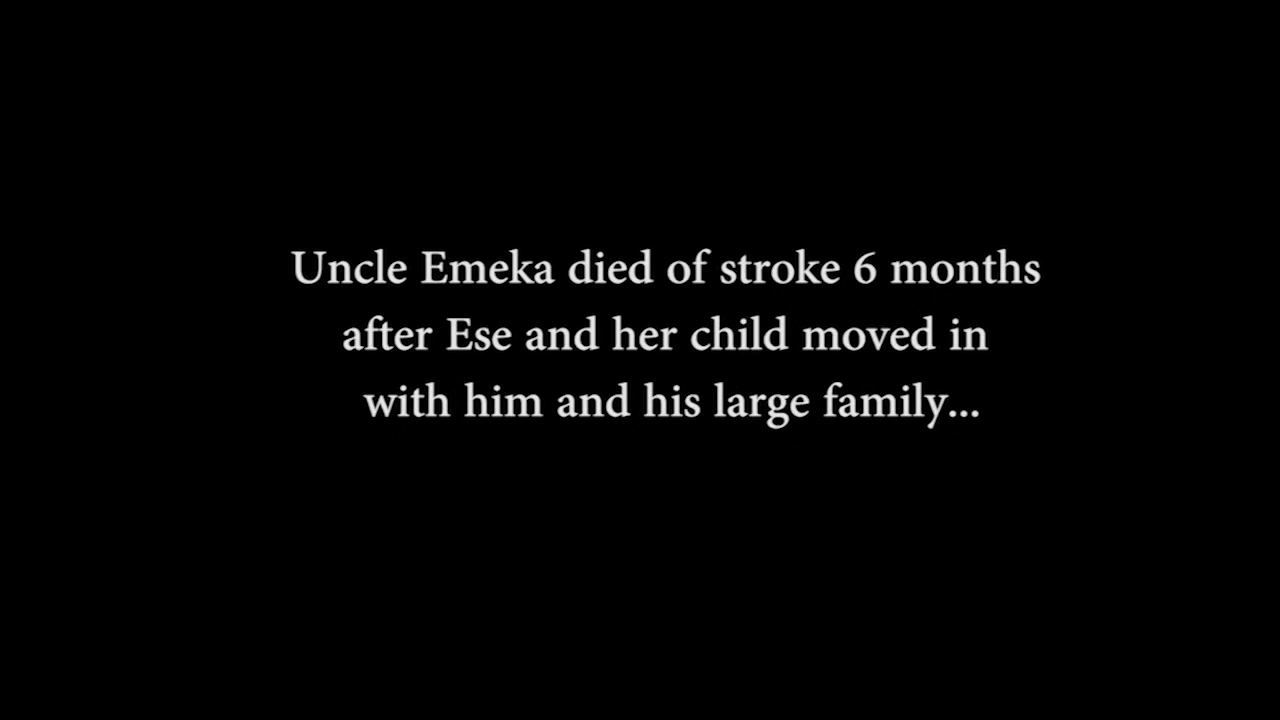 Uncle Emeka died of stroke 6 months
after Ese and her child moved in
with him and his large family...